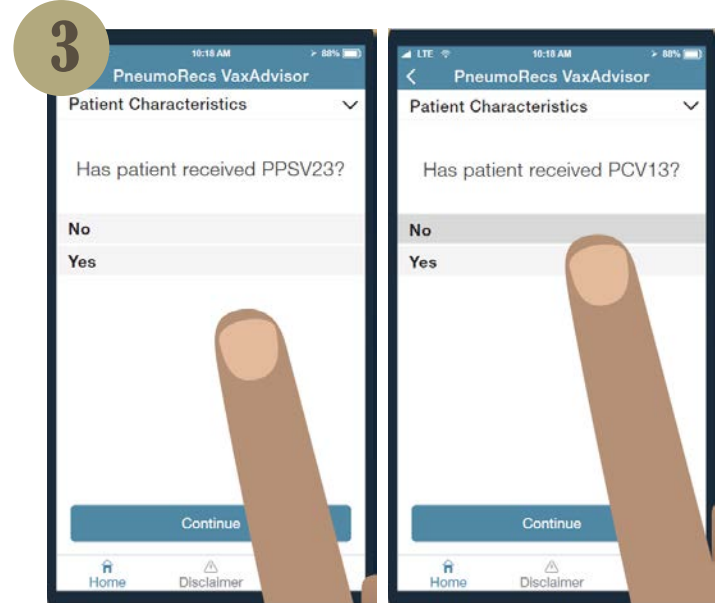 3
10:18 AM 88%
PneumoRecs VaxAdvisor
Patient Characteristics
Has patient received PPSV23?
No
Yes
Continue
Home Disclaimer
LTE 10:18 AM 88%
PneumoRecs VaxAdvisor
Patient Characteristics
Has patient received PCV13?
No
Yes
Continue
Home Disclaimer